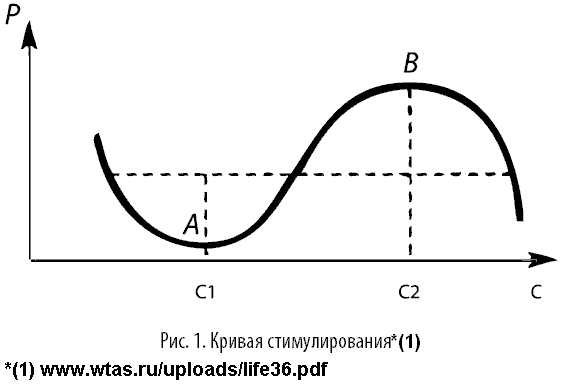 P
B
A
C1 C2 C
Рис. 1. Кривая стимулирования*(1)
*(1) www.wtas.ru/uploads/life36.pdf